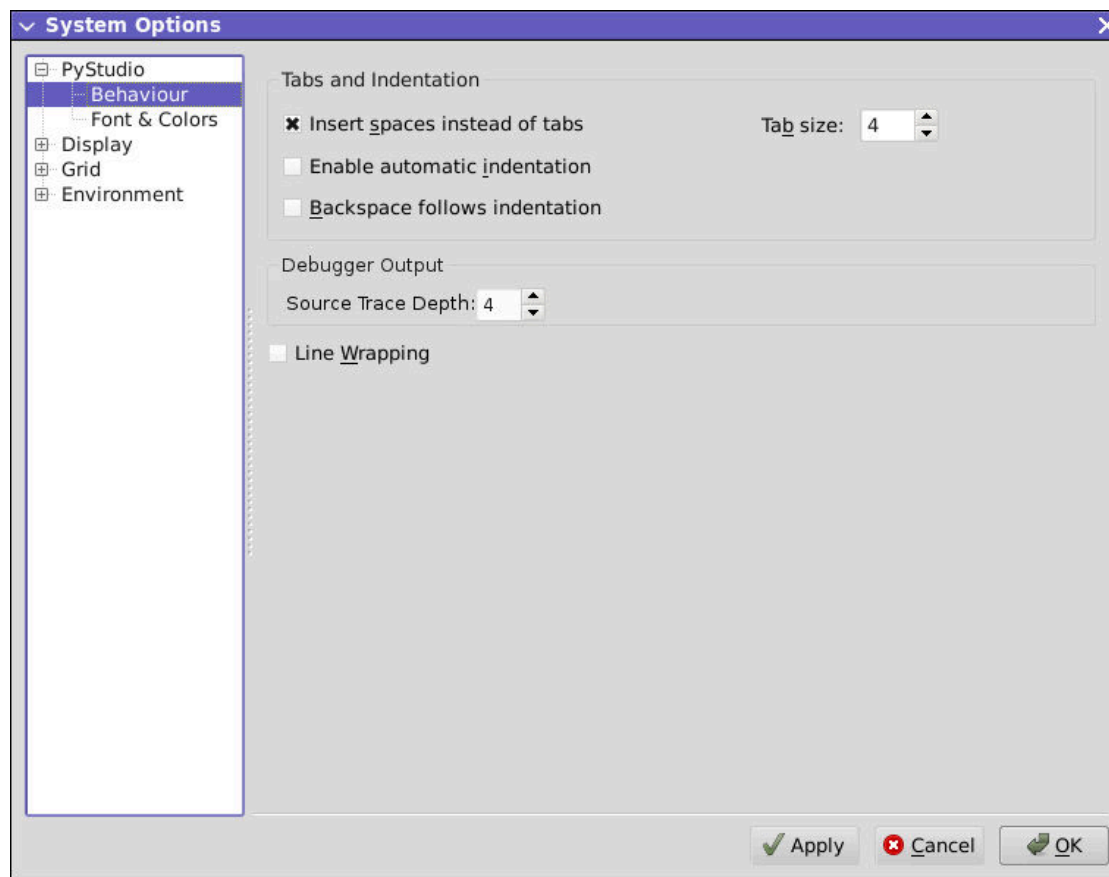 System Options
PyStudio
Behaviour
Font & Colors
Display
Grid
Environment
Tabs and Indentation
Insert spaces instead of tabs
Tab size: 4
Enable automatic indentation
Backspace follows indentation
Debugger Output
Source Trace Depth: 4
Line Wrapping
Apply
Cancel
OK